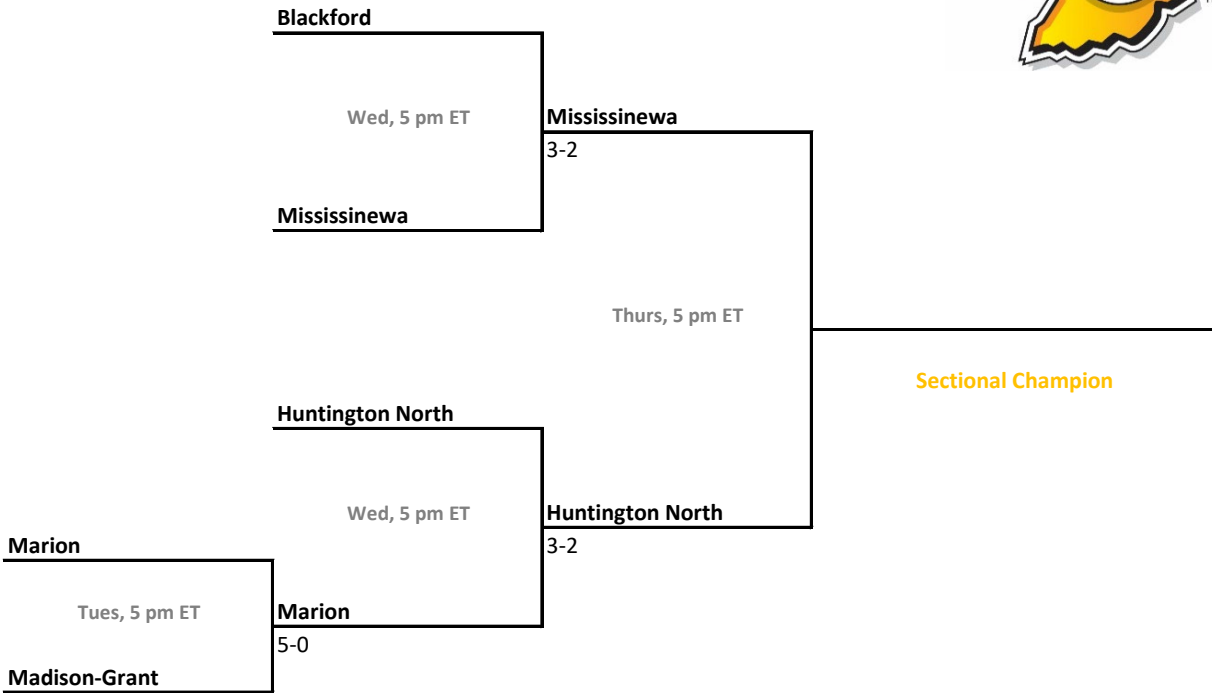 Blackford
Wed, 5 pm ET
Mississinewa
3-2
Mississinewa
Thurs, 5 pm ET
Sectional Champion
Huntington North
Wed, 5 pm ET
Huntington North
3-2
Marion
Tues, 5 pm ET
Marion
5-0
Madison-Grant